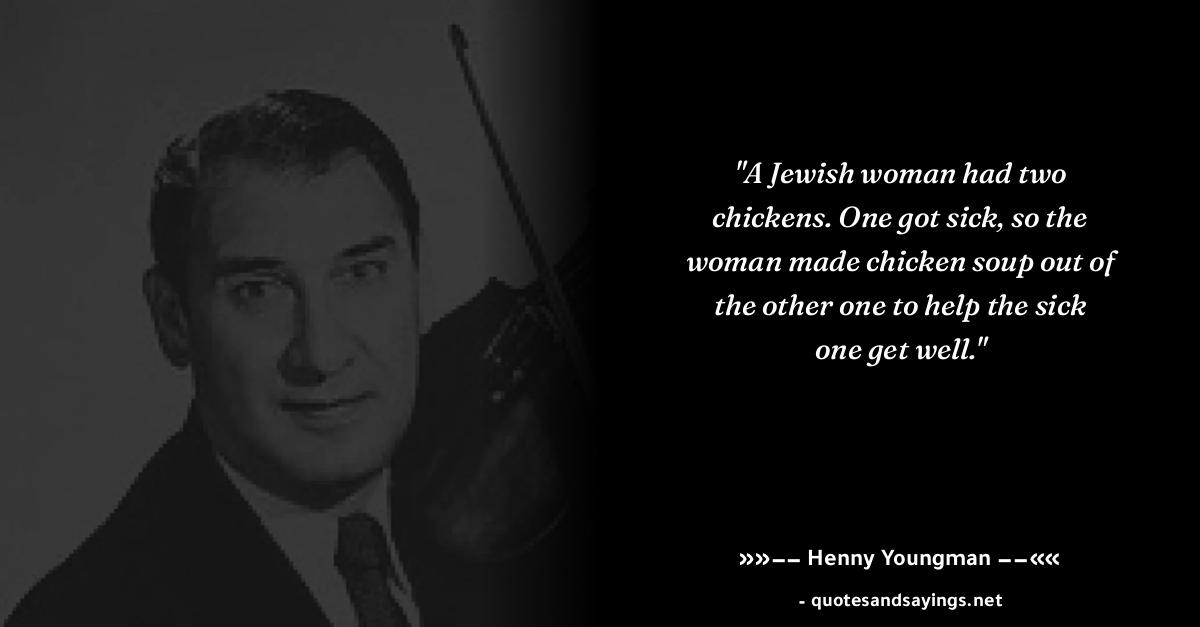 "A Jewish woman had two
chickens. One got sick, so the
woman made chicken soup out of
the other one to help the sick
one get well."
»»−− Henny Youngman −−««
- quotesandsayings.net